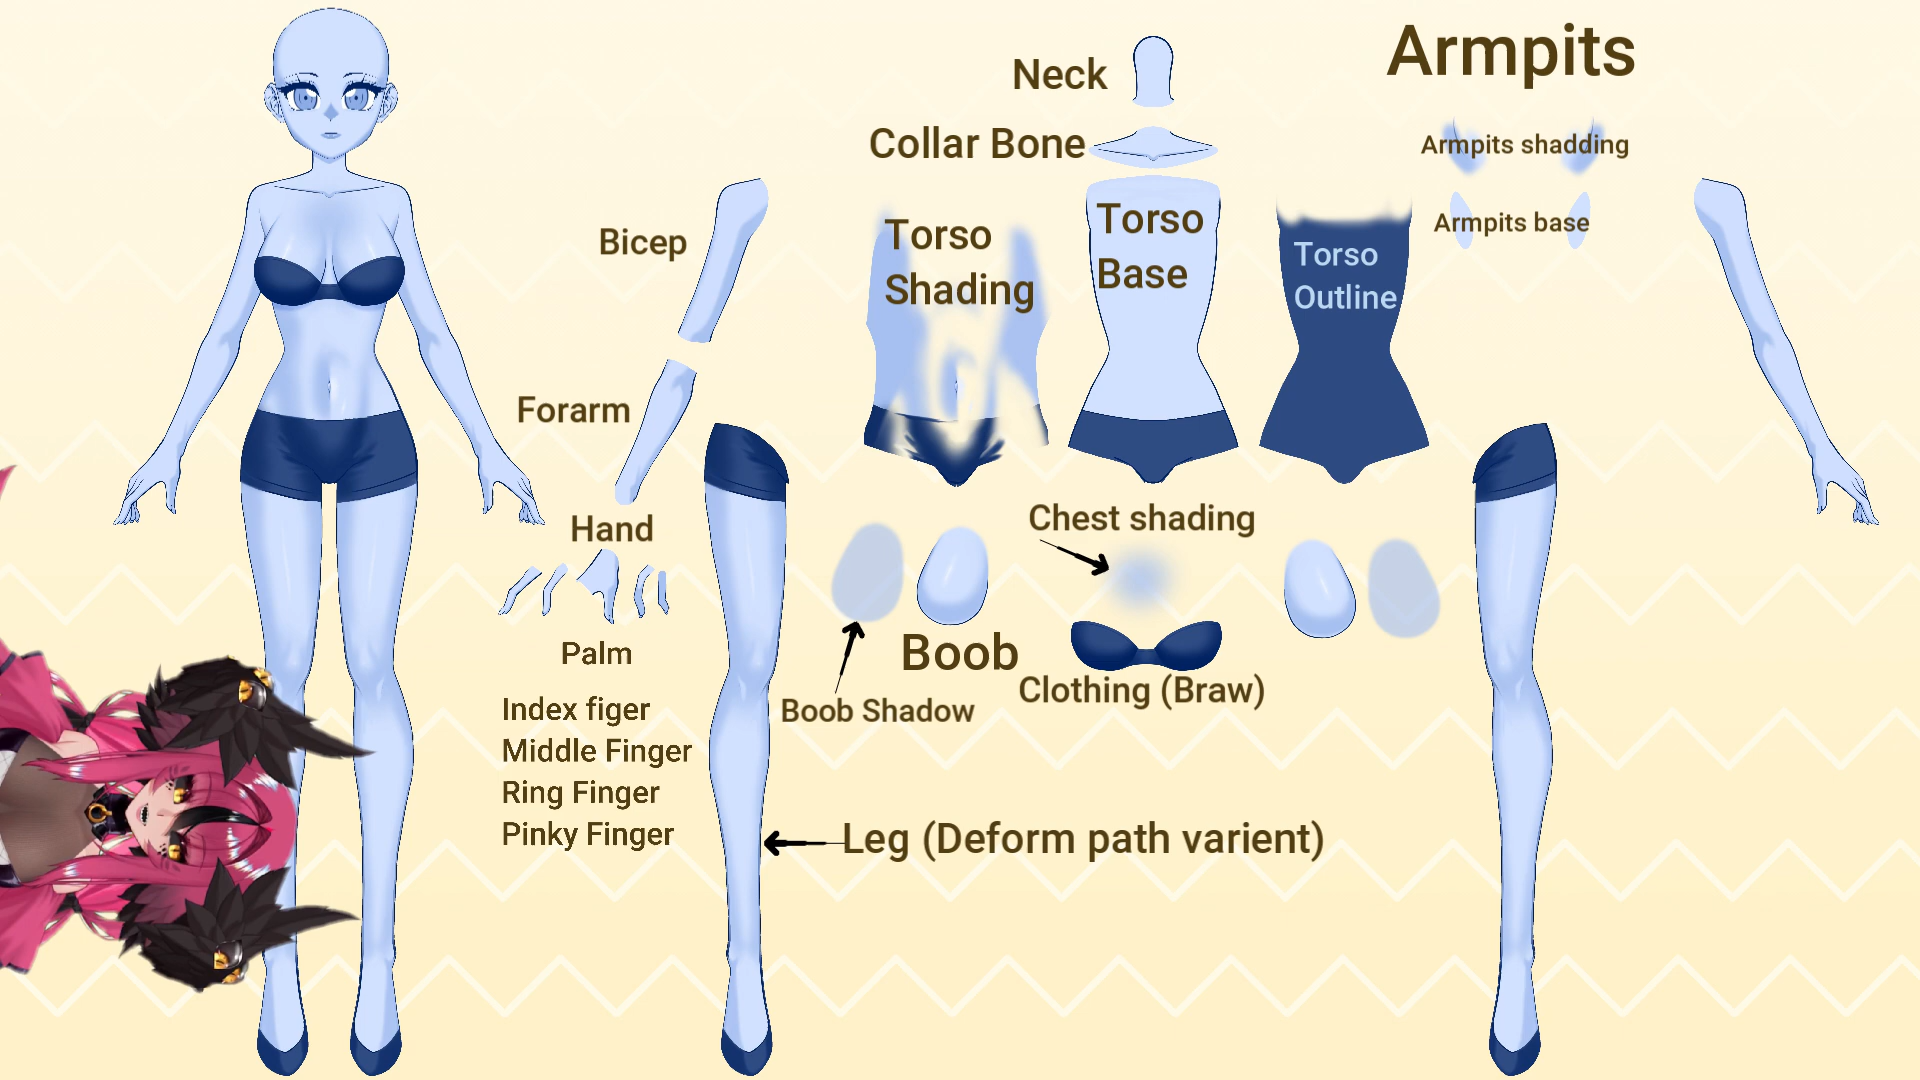 Armpits
Neck
Collar Bone
Armpits shadding
Armpits base
Bicep
Torso
Shading
Torso
Base
Torso
Outline
Forarm
Hand
Palm
Index figer
Middle Finger
Ring Finger
Pinky Finger
Chest shading
Boob
Boob Shadow
Clothing (Braw)
Leg (Deform path varient)